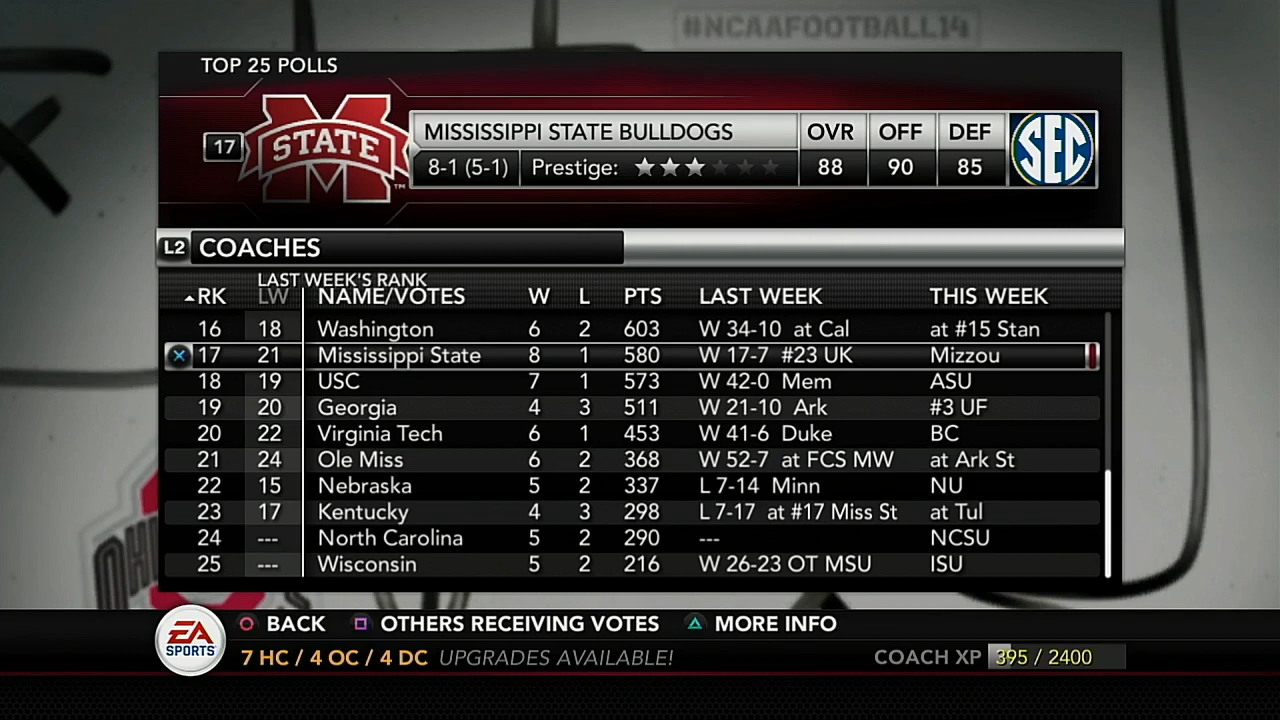 #NCAAFOOTBALL14
TOP 25 POLLS
17 STATE ™ MISSISSIPPI STATE BULLDOGS OVR OFF DEF SEC
8-1 (5-1) Prestige: 88 90 85
L2 COACHES
LAST WEEK'S RANK
RK LW NAME/VOTES W L PTS LAST WEEK THIS WEEK
16 18 Washington 6 2 603 W 34-10 at Cal at #15 Stan
17 21 Mississippi State 8 1 580 W 17-7 #23 UK Mizzou
18 19 USC 7 1 573 W 42-0 Mem ASU
19 20 Georgia 4 3 511 W 21-10 Ark #3 UF
20 22 Virginia Tech 6 1 453 W 41-6 Duke BC
21 24 Ole Miss 6 2 368 W 52-7 at FCS MW at Ark St
22 15 Nebraska 5 2 337 L 7-14 Minn NU
23 17 Kentucky 4 3 298 L 7-17 at #17 Miss St at Tul
24 --- North Carolina 5 2 290 --- NCSU
25 --- Wisconsin 5 2 216 W 26-23 OT MSU ISU
EA SPORTS BACK OTHERS RECEIVING VOTES MORE INFO
7 HC / 4 OC / 4 DC UPGRADES AVAILABLE! COACH XP 395 / 2400